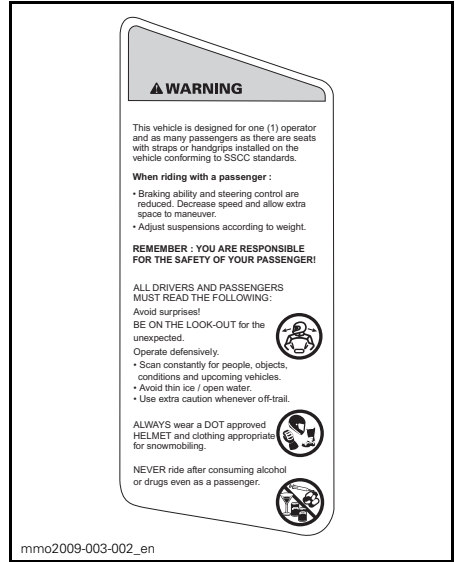 WARNING
This vehicle is designed for one (1) operator
and as many passengers as there are seats
with straps or handgrips installed on the
vehicle conforming to SSCC standards.
When riding with a passenger :
• Braking ability and steering control are
reduced. Decrease speed and allow extra
space to maneuver.
• Adjust suspensions according to weight.
REMEMBER : YOU ARE RESPONSIBLE
FOR THE SAFETY OF YOUR PASSENGER!
ALL DRIVERS AND PASSENGERS
MUST READ THE FOLLOWING:
Avoid surprises!
BE ON THE LOOK-OUT for the
unexpected.
Operate defensively.
• Scan constantly for people, objects,
conditions and upcoming vehicles.
• Avoid thin ice / open water.
• Use extra caution whenever off-trail.
ALWAYS wear a DOT approved
HELMET and clothing appropriate
for snowmobiling.
NEVER ride after consuming alcohol
or drugs even as a passenger.
mmo2009-003-002_en